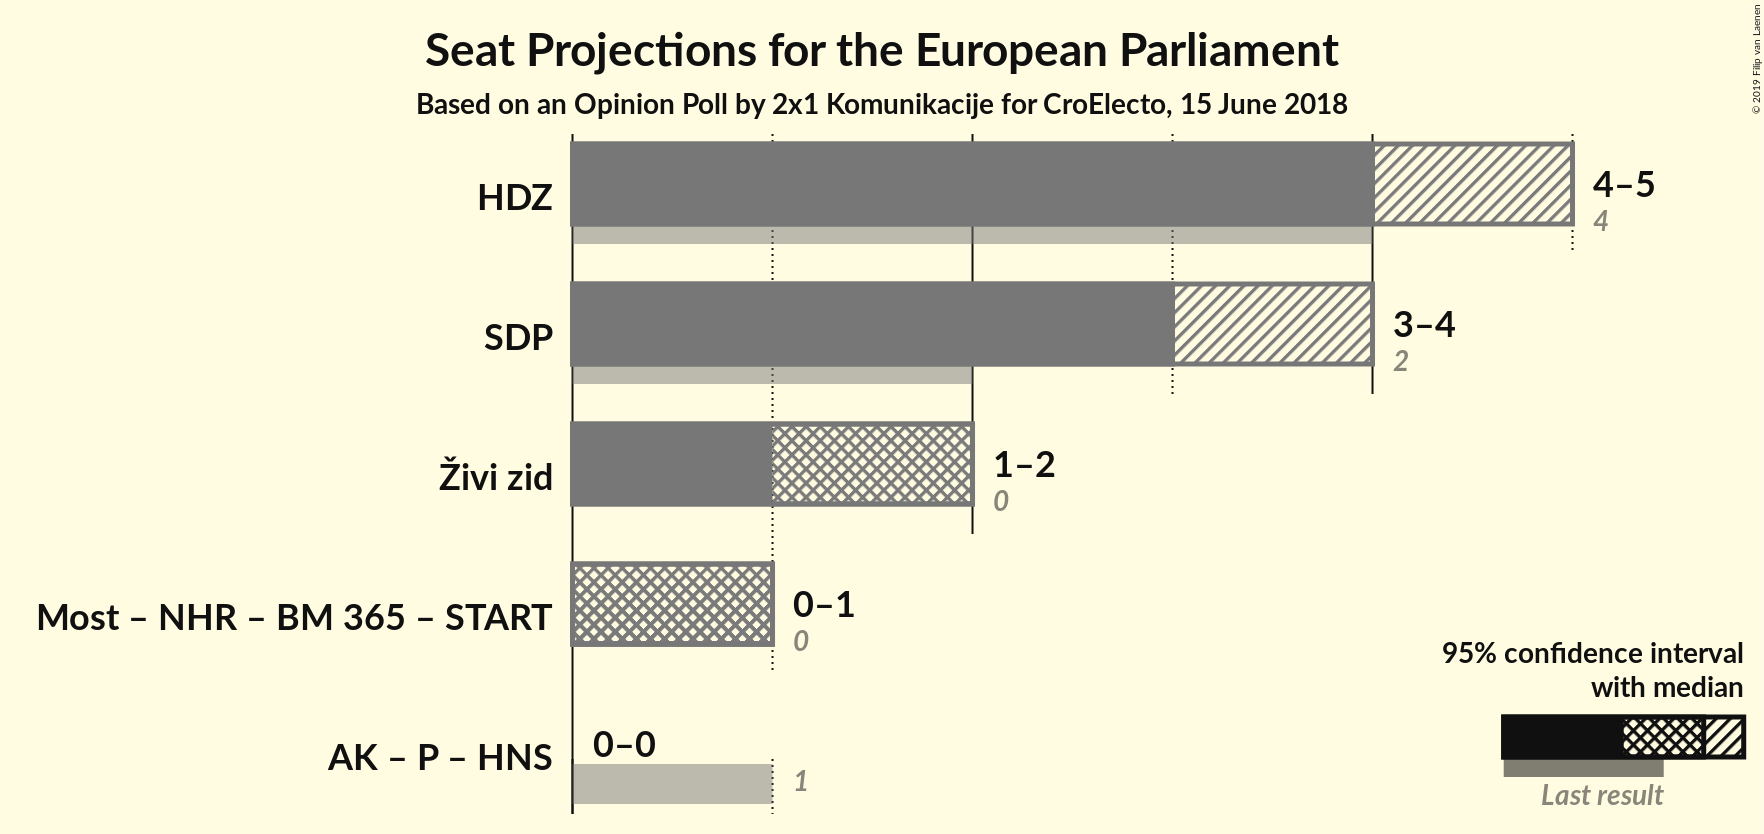 Seat Projections for the European Parliament
Based on an Opinion Poll by 2x1 Komunikacije for CroElecto, 15 June 2018
© 2019 Filip van Laenen
HDZ
4–5
4
SDP
3–4
2
Živi zid
1–2
0
Most – NHR – BM 365 – START
0–1
0
AK – P – HNS
0–0
1
95% confidence interval
with median
Last result